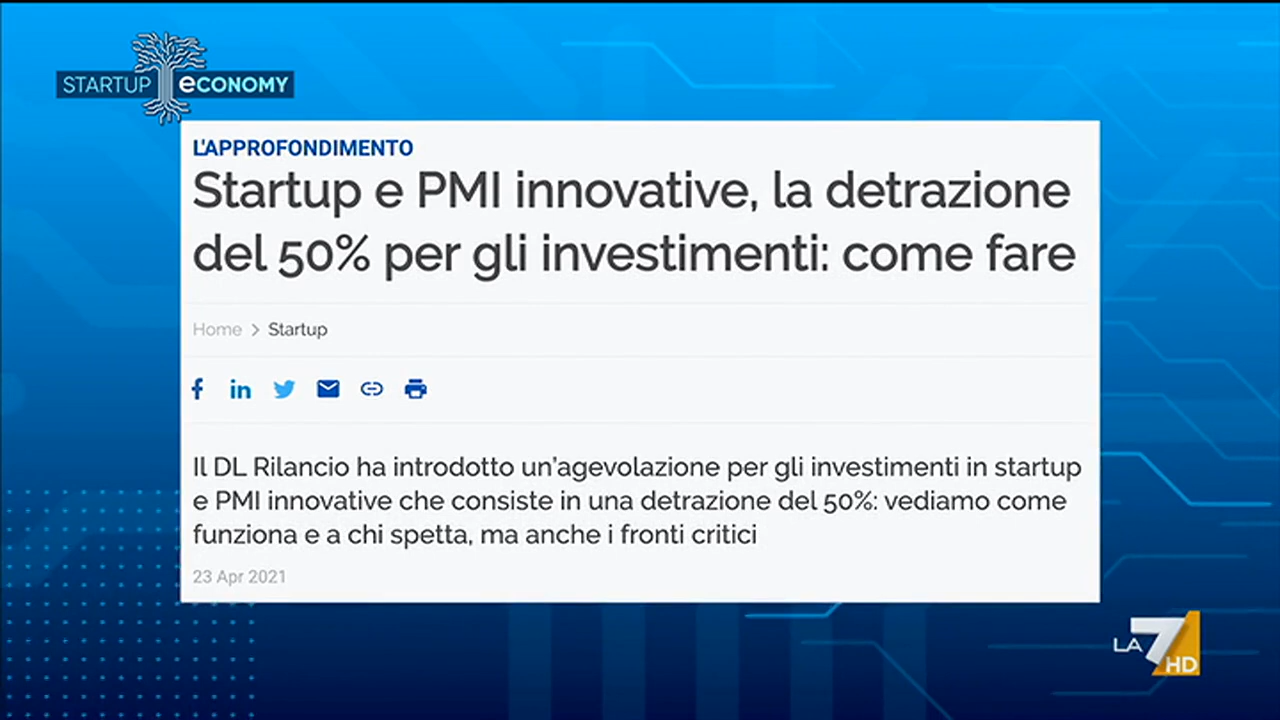 STARTUP eCONOMY
L'APPROFONDIMENTO
Startup e PMI innovative, la detrazione
del 50% per gli investimenti: come fare
Home > Startup
Il DL Rilancio ha introdotto un'agevolazione per gli investimenti in startup
e PMI innovative che consiste in una detrazione del 50%: vediamo come
funziona e a chi spetta, ma anche i fronti critici
23 Apr 2021
LA 7 HD